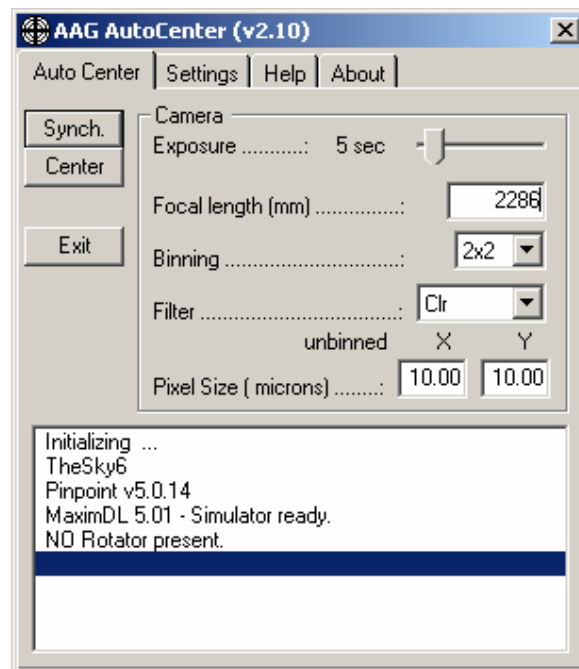 AAG AutoCenter (v2.10)
Auto Center Settings Help About
Synch.
Center
Exit
Camera
Exposure ..........: 5 sec
Focal length (mm) ...............: 2286
Binning ...............................: 2x2
Filter ...................................: Clr
unbinned X Y
Pixel Size ( microns) ........: 10.00 10.00
Initializing ...
TheSky6
Pinpoint v5.0.14
MaximDL 5.01 - Simulator ready.
NO Rotator present.